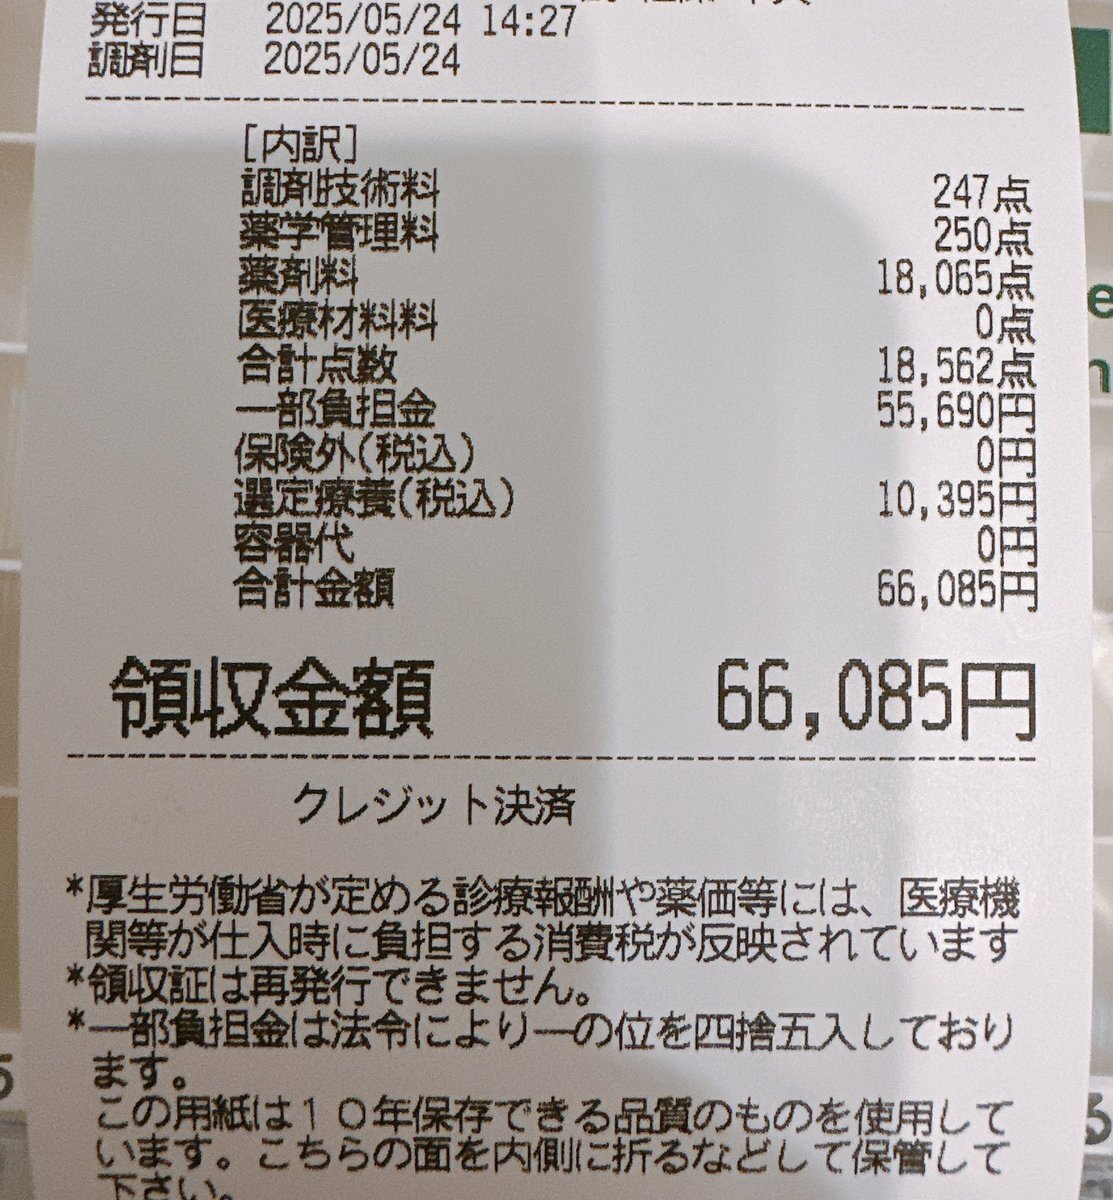 発行日 2025/05/24 14:27
調剤日 2025/05/24
[内訳]
調剤技術料 247点
薬学管理料 250点
薬剤料 18,065点
医療材料料 0点
合計点数 18,562点
一部負担金 55,690円
保険外(税込) 0円
選定療養(税込) 10,395円
容器代 0円
合計金額 66,085円
領収金額 66,085円
クレジット決済
*厚生労働省が定める診療報酬や薬価等には、医療機
関等が仕入時に負担する消費税が反映されています
*領収証は再発行できません。
*一部負担金は法令により一の位を四捨五入しており
ます。
この用紙は１０年保存できる品質のものを使用して
います。こちらの面を内側に折るなどして保管して
下さい。